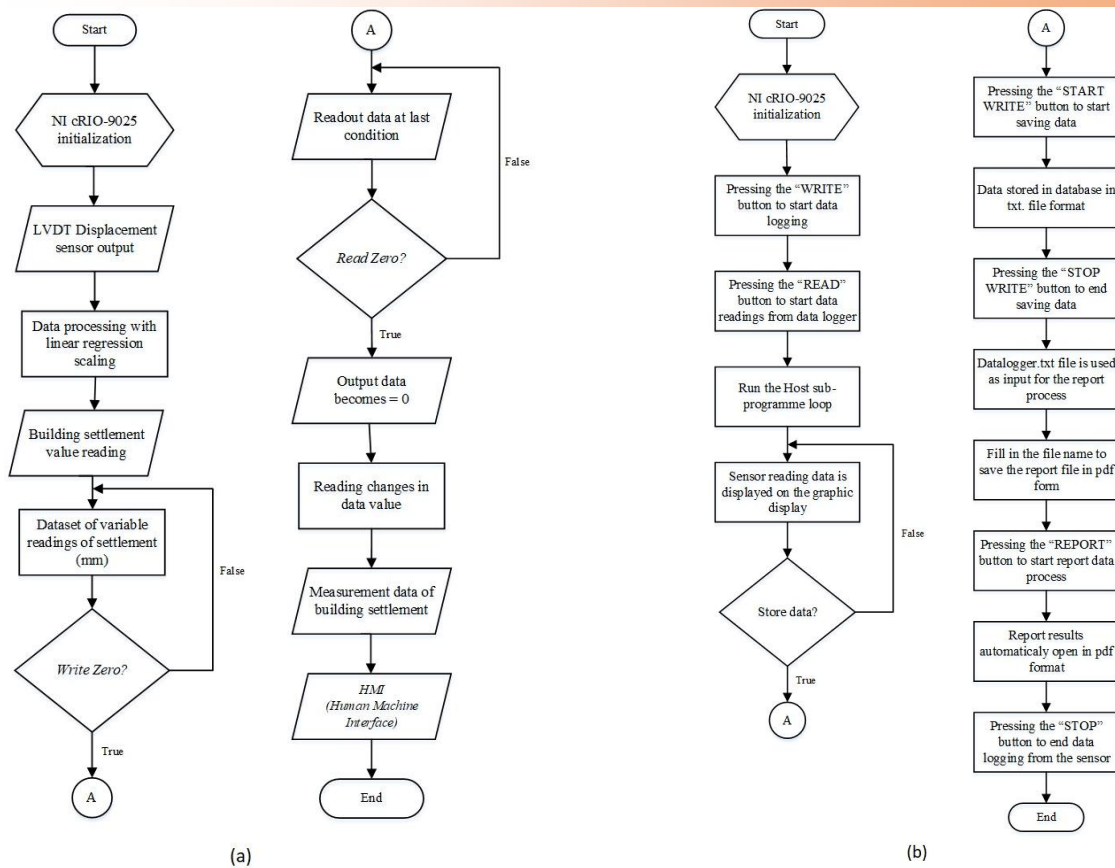 Start
NI cRIO-9025
initialization
LVDT Displacement
sensor output
Data processing with
linear regression
scaling
Building settlement
value reading
Dataset of variable
readings of settlement
(mm)
False
Write Zero?
True
A
A
Readout data at last
condition
False
Read Zero?
True
Output data
becomes = 0
Reading changes in
data value
Measurement data of
building settlement
HMI
(Human Machine
Interface)
End
(a)
Start
NI cRIO-9025
initialization
Pressing the “WRITE”
button to start data
logging
Pressing the “READ”
button to start data
readings from data logger
Run the Host sub-
programme loop
Sensor reading data is
displayed on the graphic
display
False
Store data?
True
A
A
Pressing the “START
WRITE” button to start
saving data
Data stored in database in
txt. file format
Pressing the “STOP
WRITE” button to end
saving data
Datalogger.txt file is used
as input for the report
process
Fill in the file name to
save the report file in pdf
form
Pressing the “REPORT”
button to start report data
process
Report results
automaticaly open in pdf
format
Pressing the “STOP”
button to end data
logging from the sensor
End
(b)